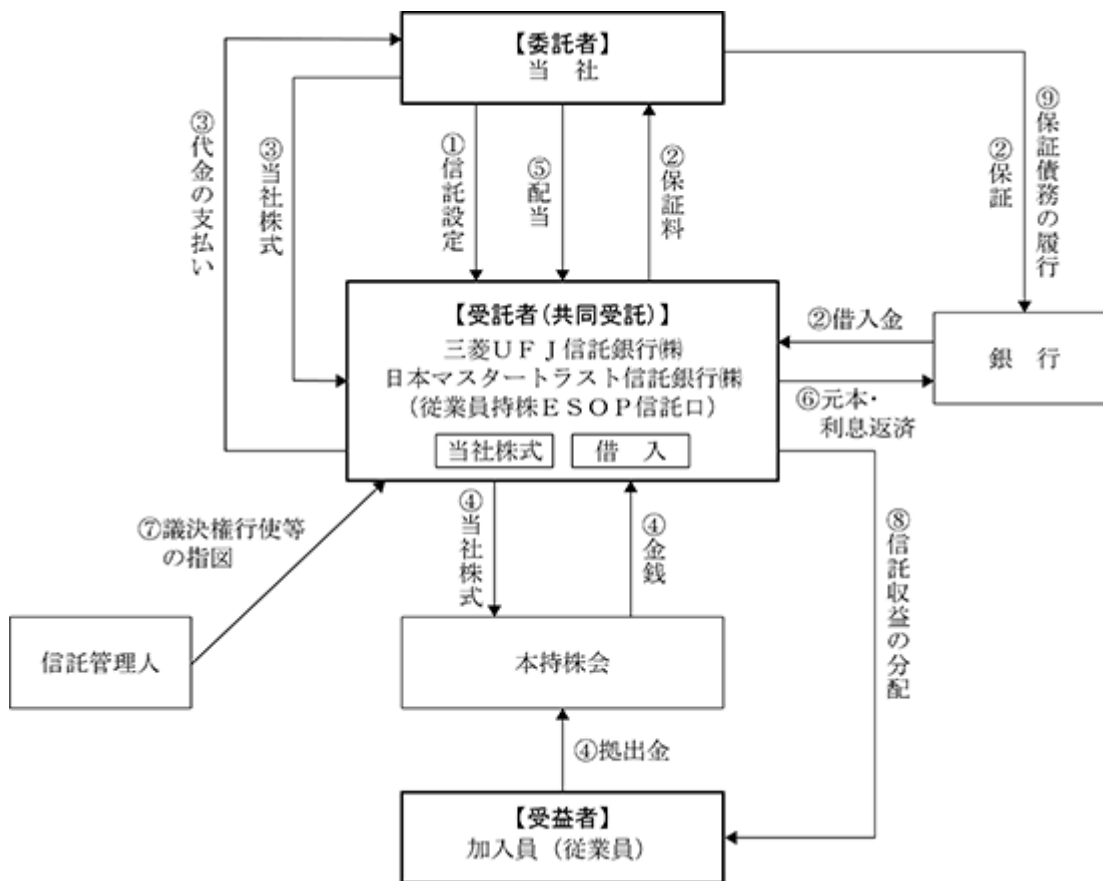 【委託者】
当　社
③代金の支払い
③当社株式
①信託設定
⑤配当
②保証料
②保証
⑨保証債務の履行
【受託者(共同受託)】
三菱ＵＦＪ信託銀行㈱
日本マスタートラスト信託銀行㈱
（従業員持株ＥＳＯＰ信託口）
当社株式
借　入
②借入金
銀　行
⑥元本・
利息返済
⑦議決権行使等
の指図
④当社株式
④金銭
⑧信託収益の分配
信託管理人
本持株会
④拠出金
【受益者】
加入員（従業員）